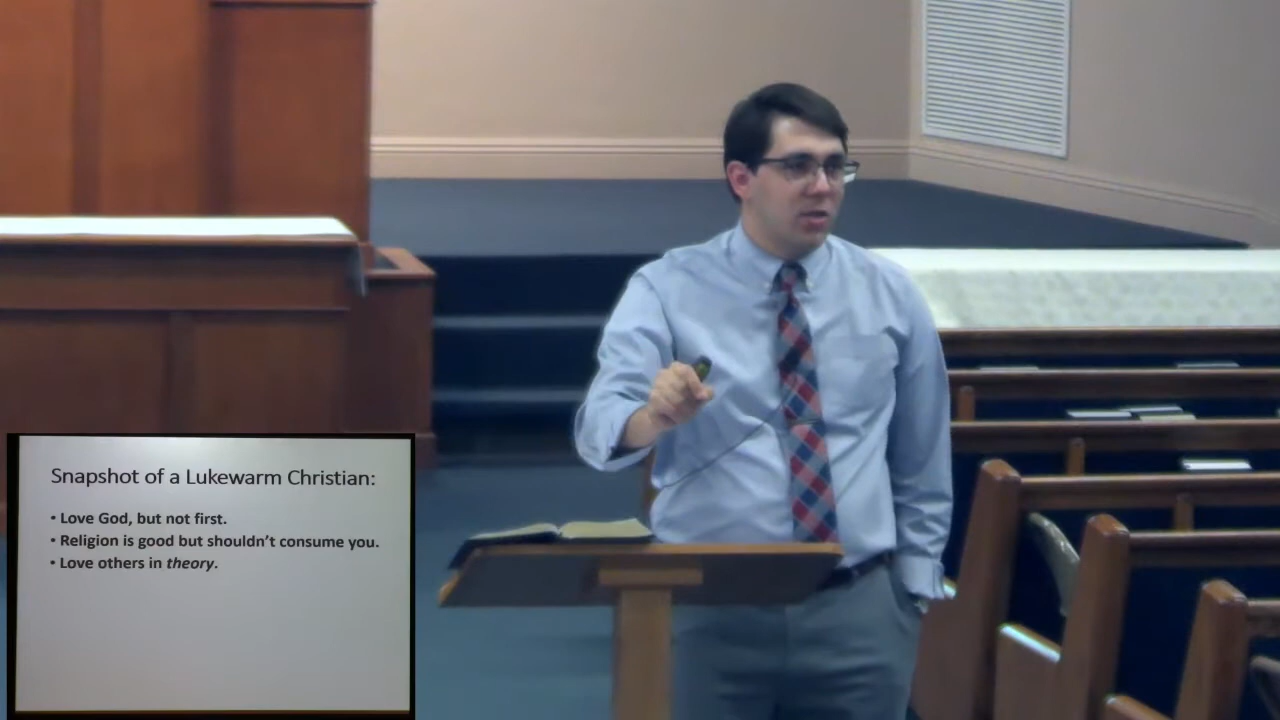 Snapshot of a Lukewarm Christian:
• Love God, but not first.
• Religion is good but shouldn't consume you.
• Love others in theory.